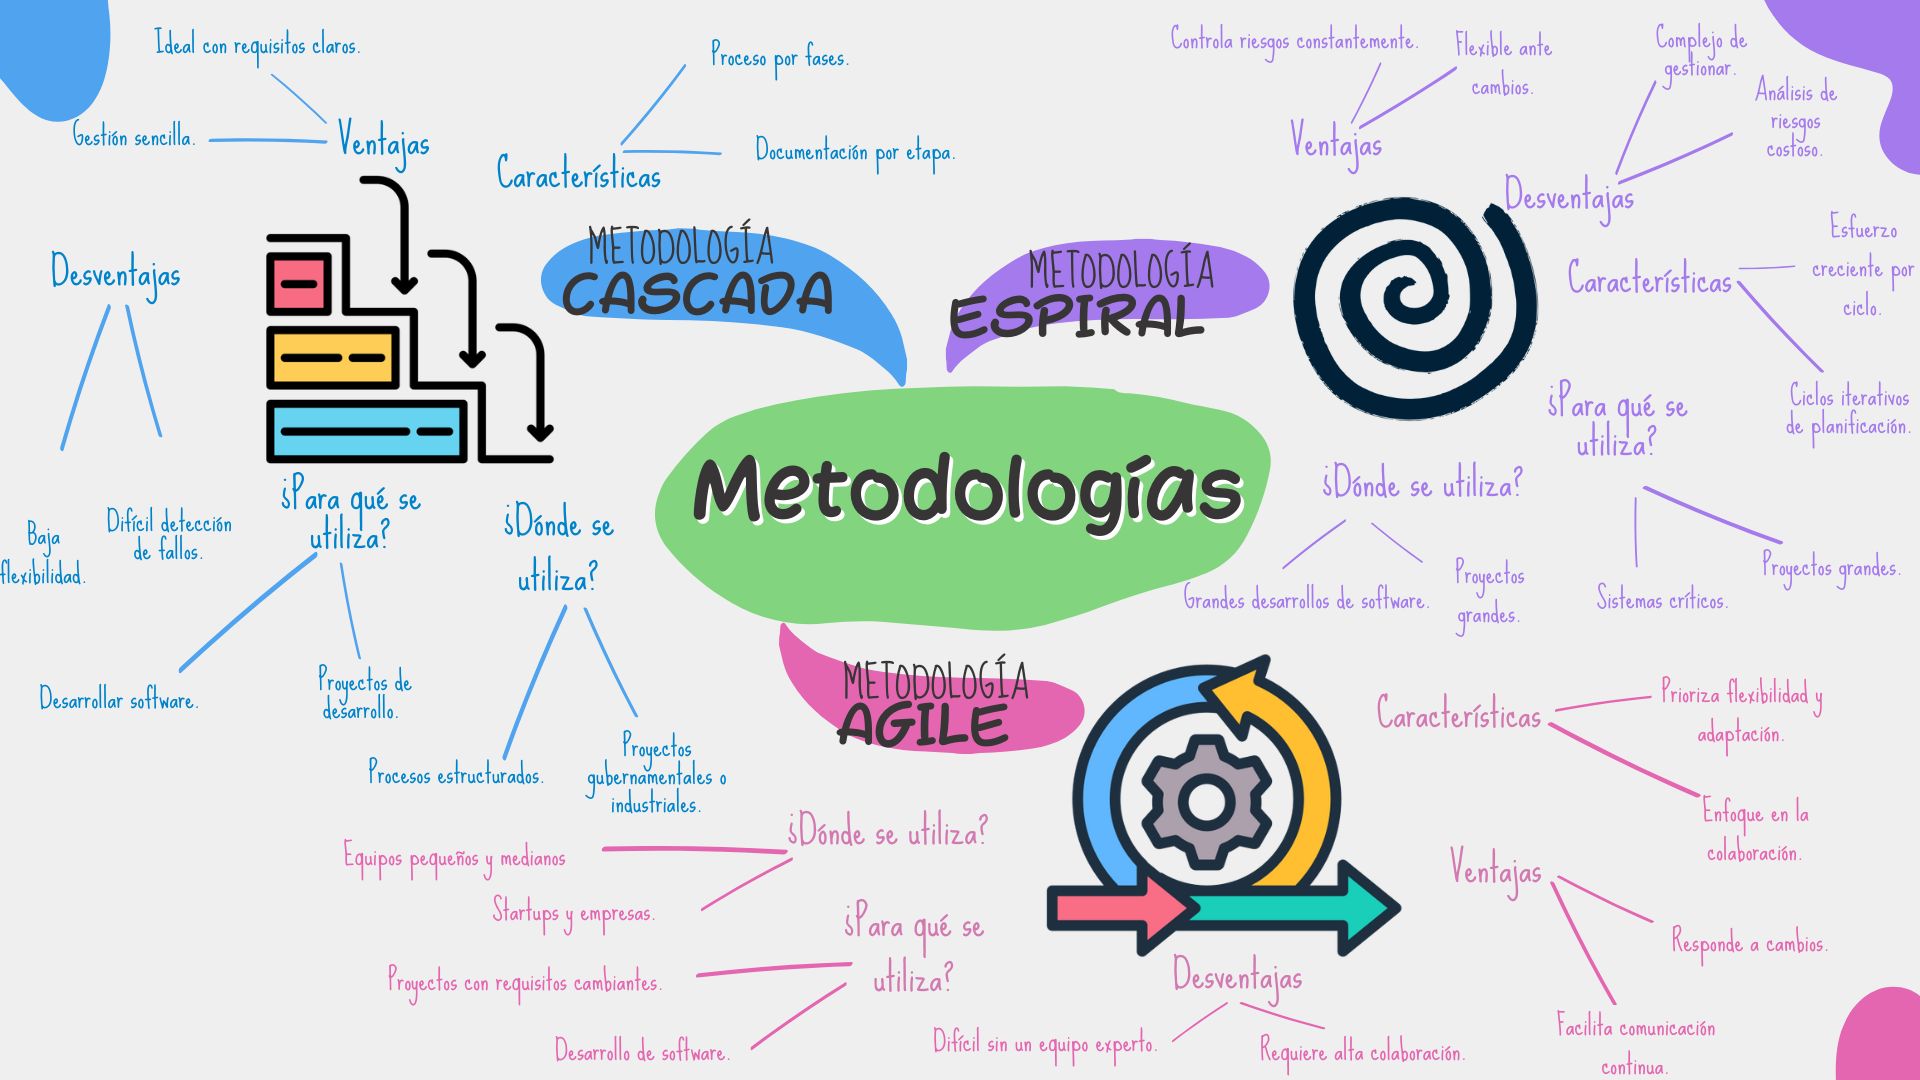 Metodologías
METODOLOGÍA
CASCADA
Ventajas
Ideal con requisitos claros.
Gestión sencilla.
Características
Proceso por fases.
Documentación por etapa.
Desventajas
Baja
flexibilidad.
Difícil detección
de fallos.
¿Para qué se
utiliza?
Desarrollar software.
Proyectos de
desarrollo.
¿Dónde se
utiliza?
Procesos estructurados.
Proyectos
gubernamentales o
industriales.
METODOLOGÍA
ESPIRAL
Ventajas
Controla riesgos constantemente.
Flexible ante
cambios.
Desventajas
Complejo de
gestionar.
Análisis de
riesgos
costoso.
Características
Esfuerzo
creciente por
ciclo.
Ciclos iterativos
de planificación.
¿Para qué se
utiliza?
Sistemas críticos.
Proyectos grandes.
¿Dónde se utiliza?
Grandes desarrollos de software.
Proyectos
grandes.
METODOLOGÍA
AGILE
Características
Prioriza flexibilidad y
adaptación.
Enfoque en la
colaboración.
Ventajas
Responde a cambios.
Facilita comunicación
continua.
¿Dónde se utiliza?
Equipos pequeños y medianos
Startups y empresas.
¿Para qué se
utiliza?
Proyectos con requisitos cambiantes.
Desarrollo de software.
Desventajas
Difícil sin un equipo experto.
Requiere alta colaboración.